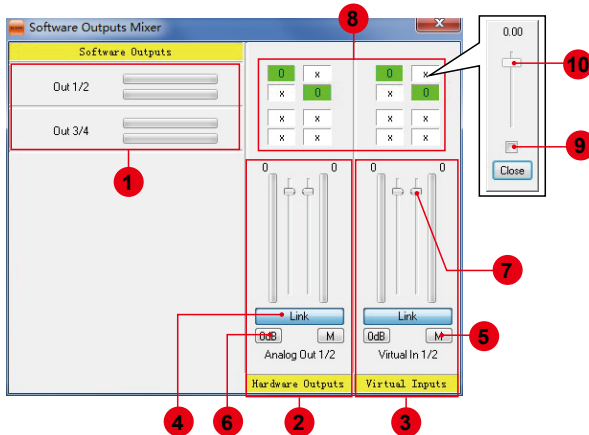 Software Outputs Mixer
8
0.00
Software Outputs
Out 1/2
Out 3/4
0 x 0 x
x 0 x 0
x x x x
x x x x
10
9
Close
1
0 0 0 0
7
Link Link
4
0dB M 0dB M
5
Analog Out 1/2 Virtual In 1/2
Hardware Outputs Virtual Inputs
4 6 2 3